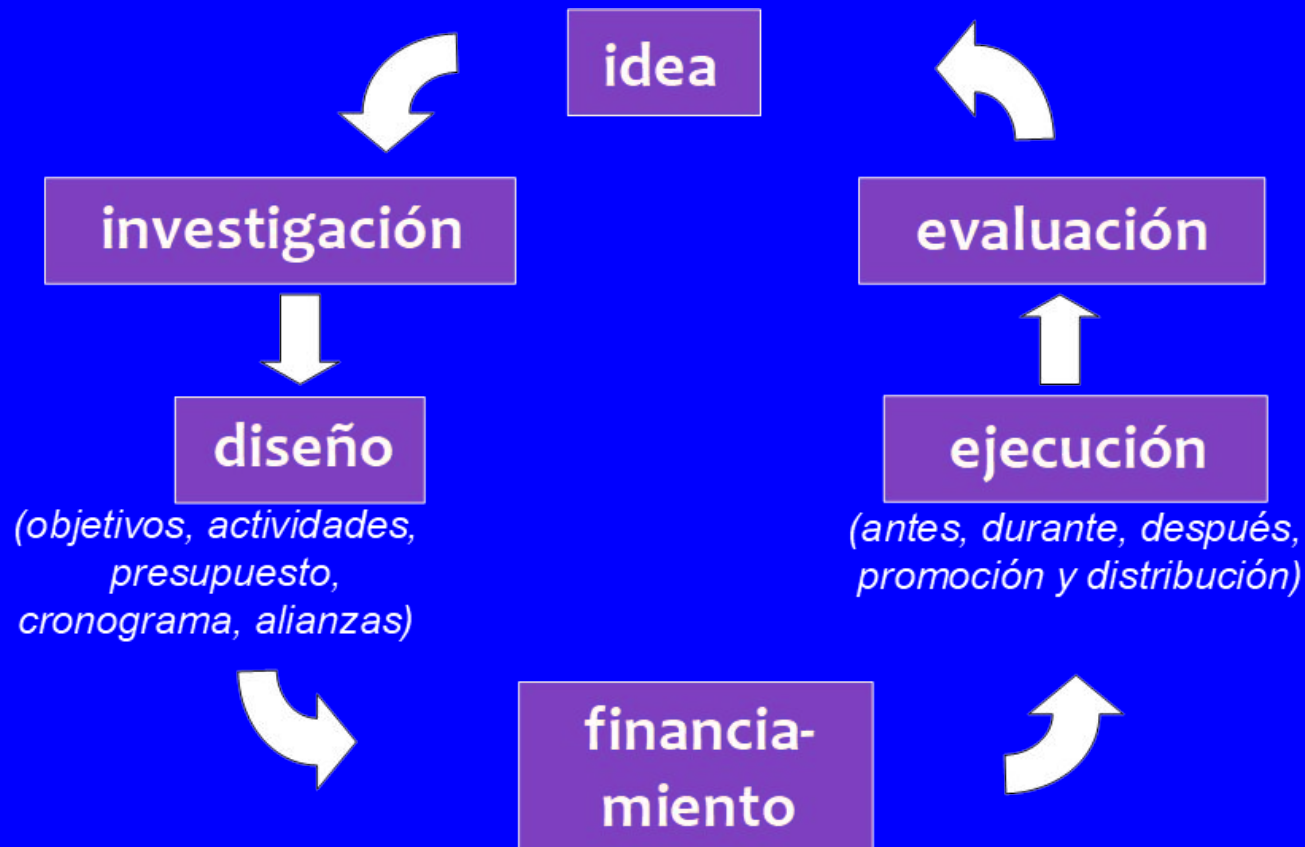 idea
investigación
evaluación
diseño
(objetivos, actividades,
presupuesto,
cronograma, alianzas)
ejecución
(antes, durante, después,
promoción y distribución)
financia-
miento